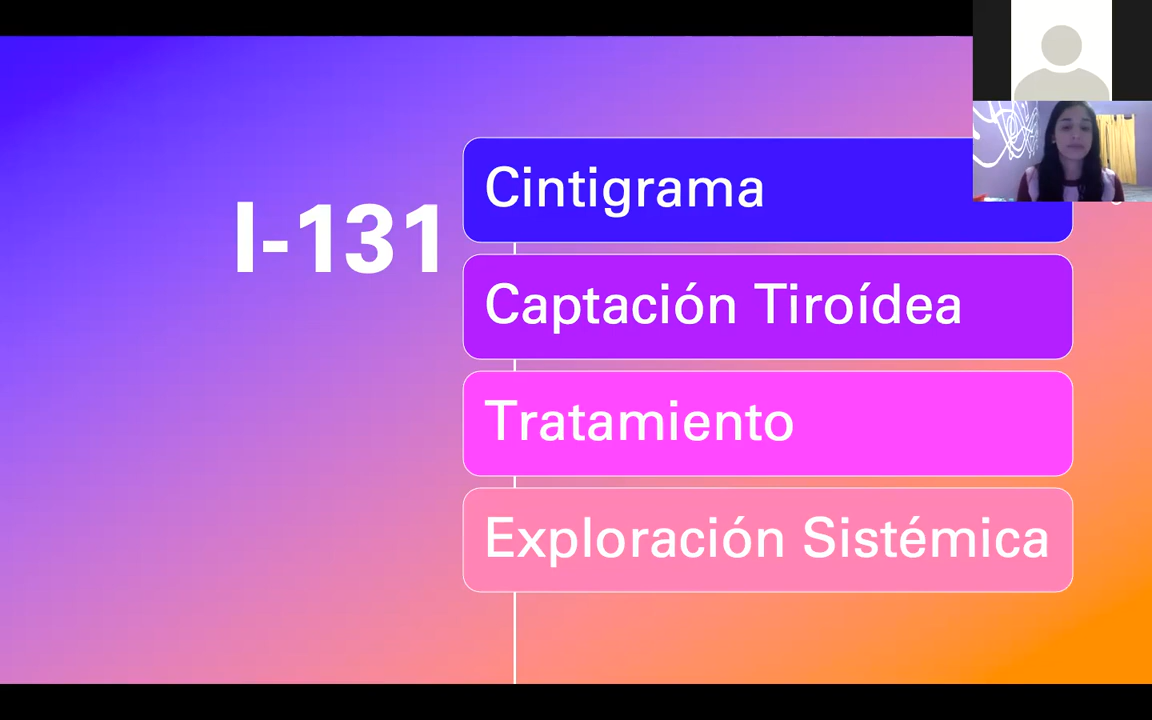 I-131
Cintigrama
Captación Tiroídea
Tratamiento
Exploración Sistémica